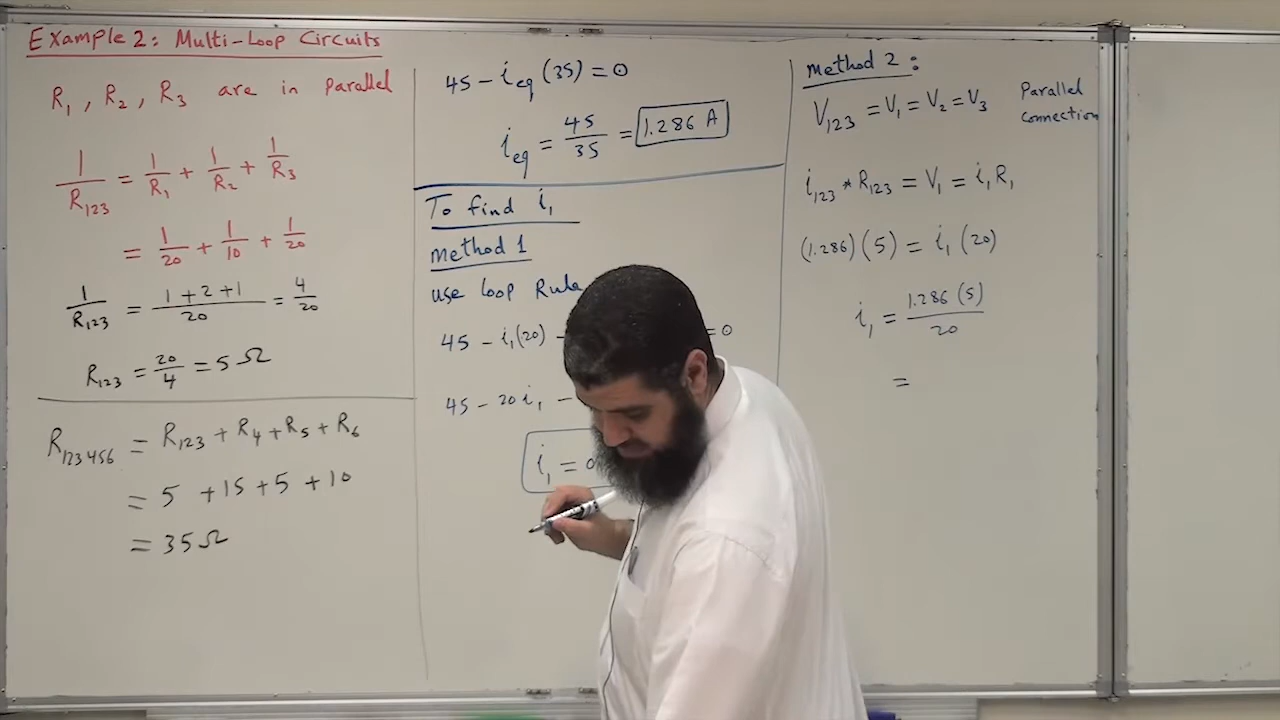 Example 2: Multi-Loop Circuits
R₁, R₂, R₃ are in Parallel
1/R₁₂₃ = 1/R₁ + 1/R₂ + 1/R₃
= 1/20 + 1/10 + 1/20
1/R₁₂₃ = (1+2+1)/20 = 4/20
R₁₂₃ = 20/4 = 5 Ω
R₁₂₃₄₅₆ = R₁₂₃ + R₄ + R₅ + R₆
= 5 + 15 + 5 + 10
= 35 Ω
45 - i_eq (35) = 0
i_eq = 45/35 = 1.286 A
To find i₁
method 1
use Loop Rule
45 - i₁(20) - = 0
45 - 20 i₁ -
i₁ = 0
method 2:
V₁₂₃ = V₁ = V₂ = V₃ Parallel
connection
i₁₂₃ * R₁₂₃ = V₁ = i₁R₁
(1.286)(5) = i₁(20)
i₁ = 1.286 (5)/20
=